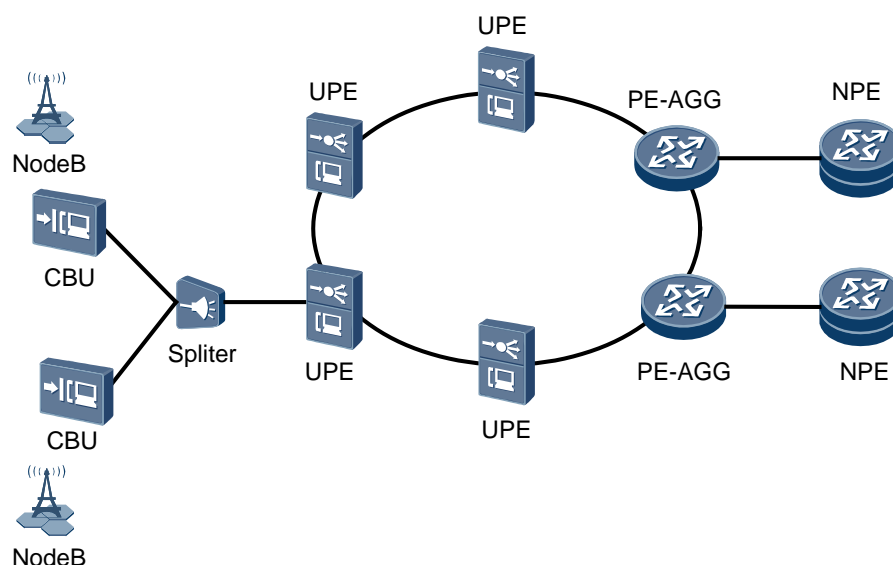 UPE
UPE
PE-AGG
NPE
NodeB
CBU
Spliter
UPE
PE-AGG
NPE
CBU
UPE
NodeB